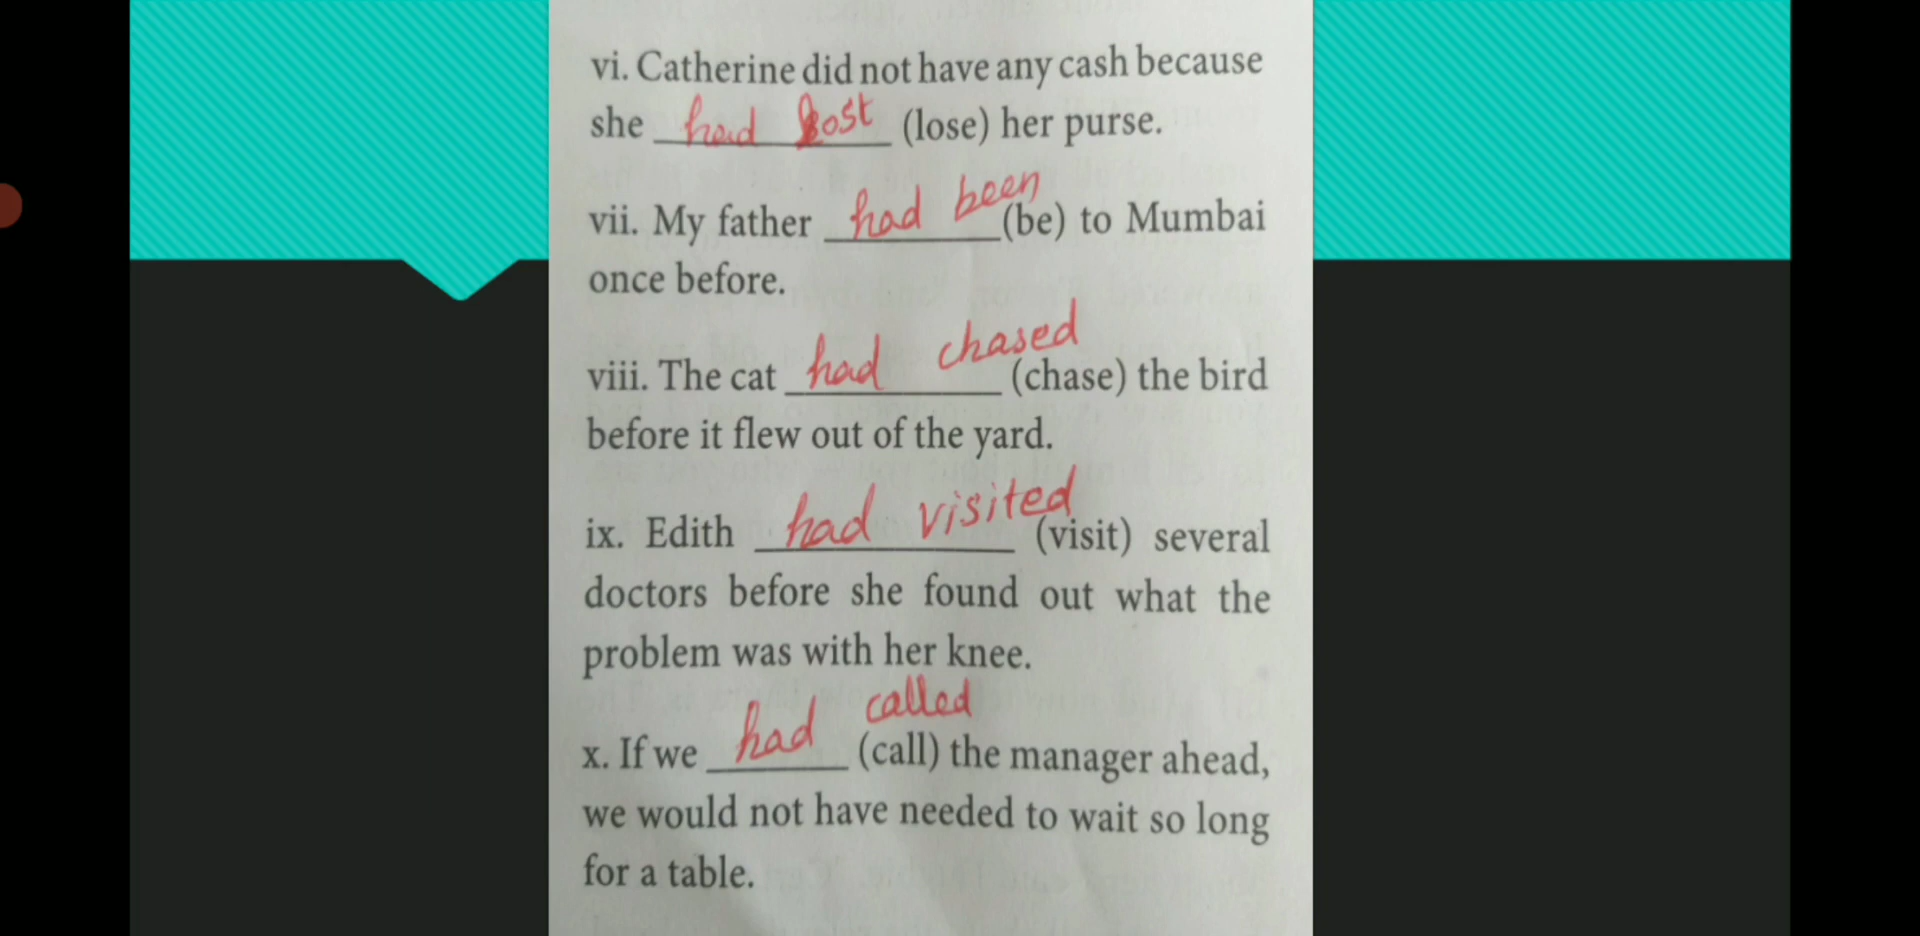 vi. Catherine did not have any cash because
she had lost (lose) her purse.
vii. My father had been (be) to Mumbai
once before.
viii. The cat had chased (chase) the bird
before it flew out of the yard.
ix. Edith had visited (visit) several
doctors before she found out what the
problem was with her knee.
x. If we had called (call) the manager ahead,
we would not have needed to wait so long
for a table.